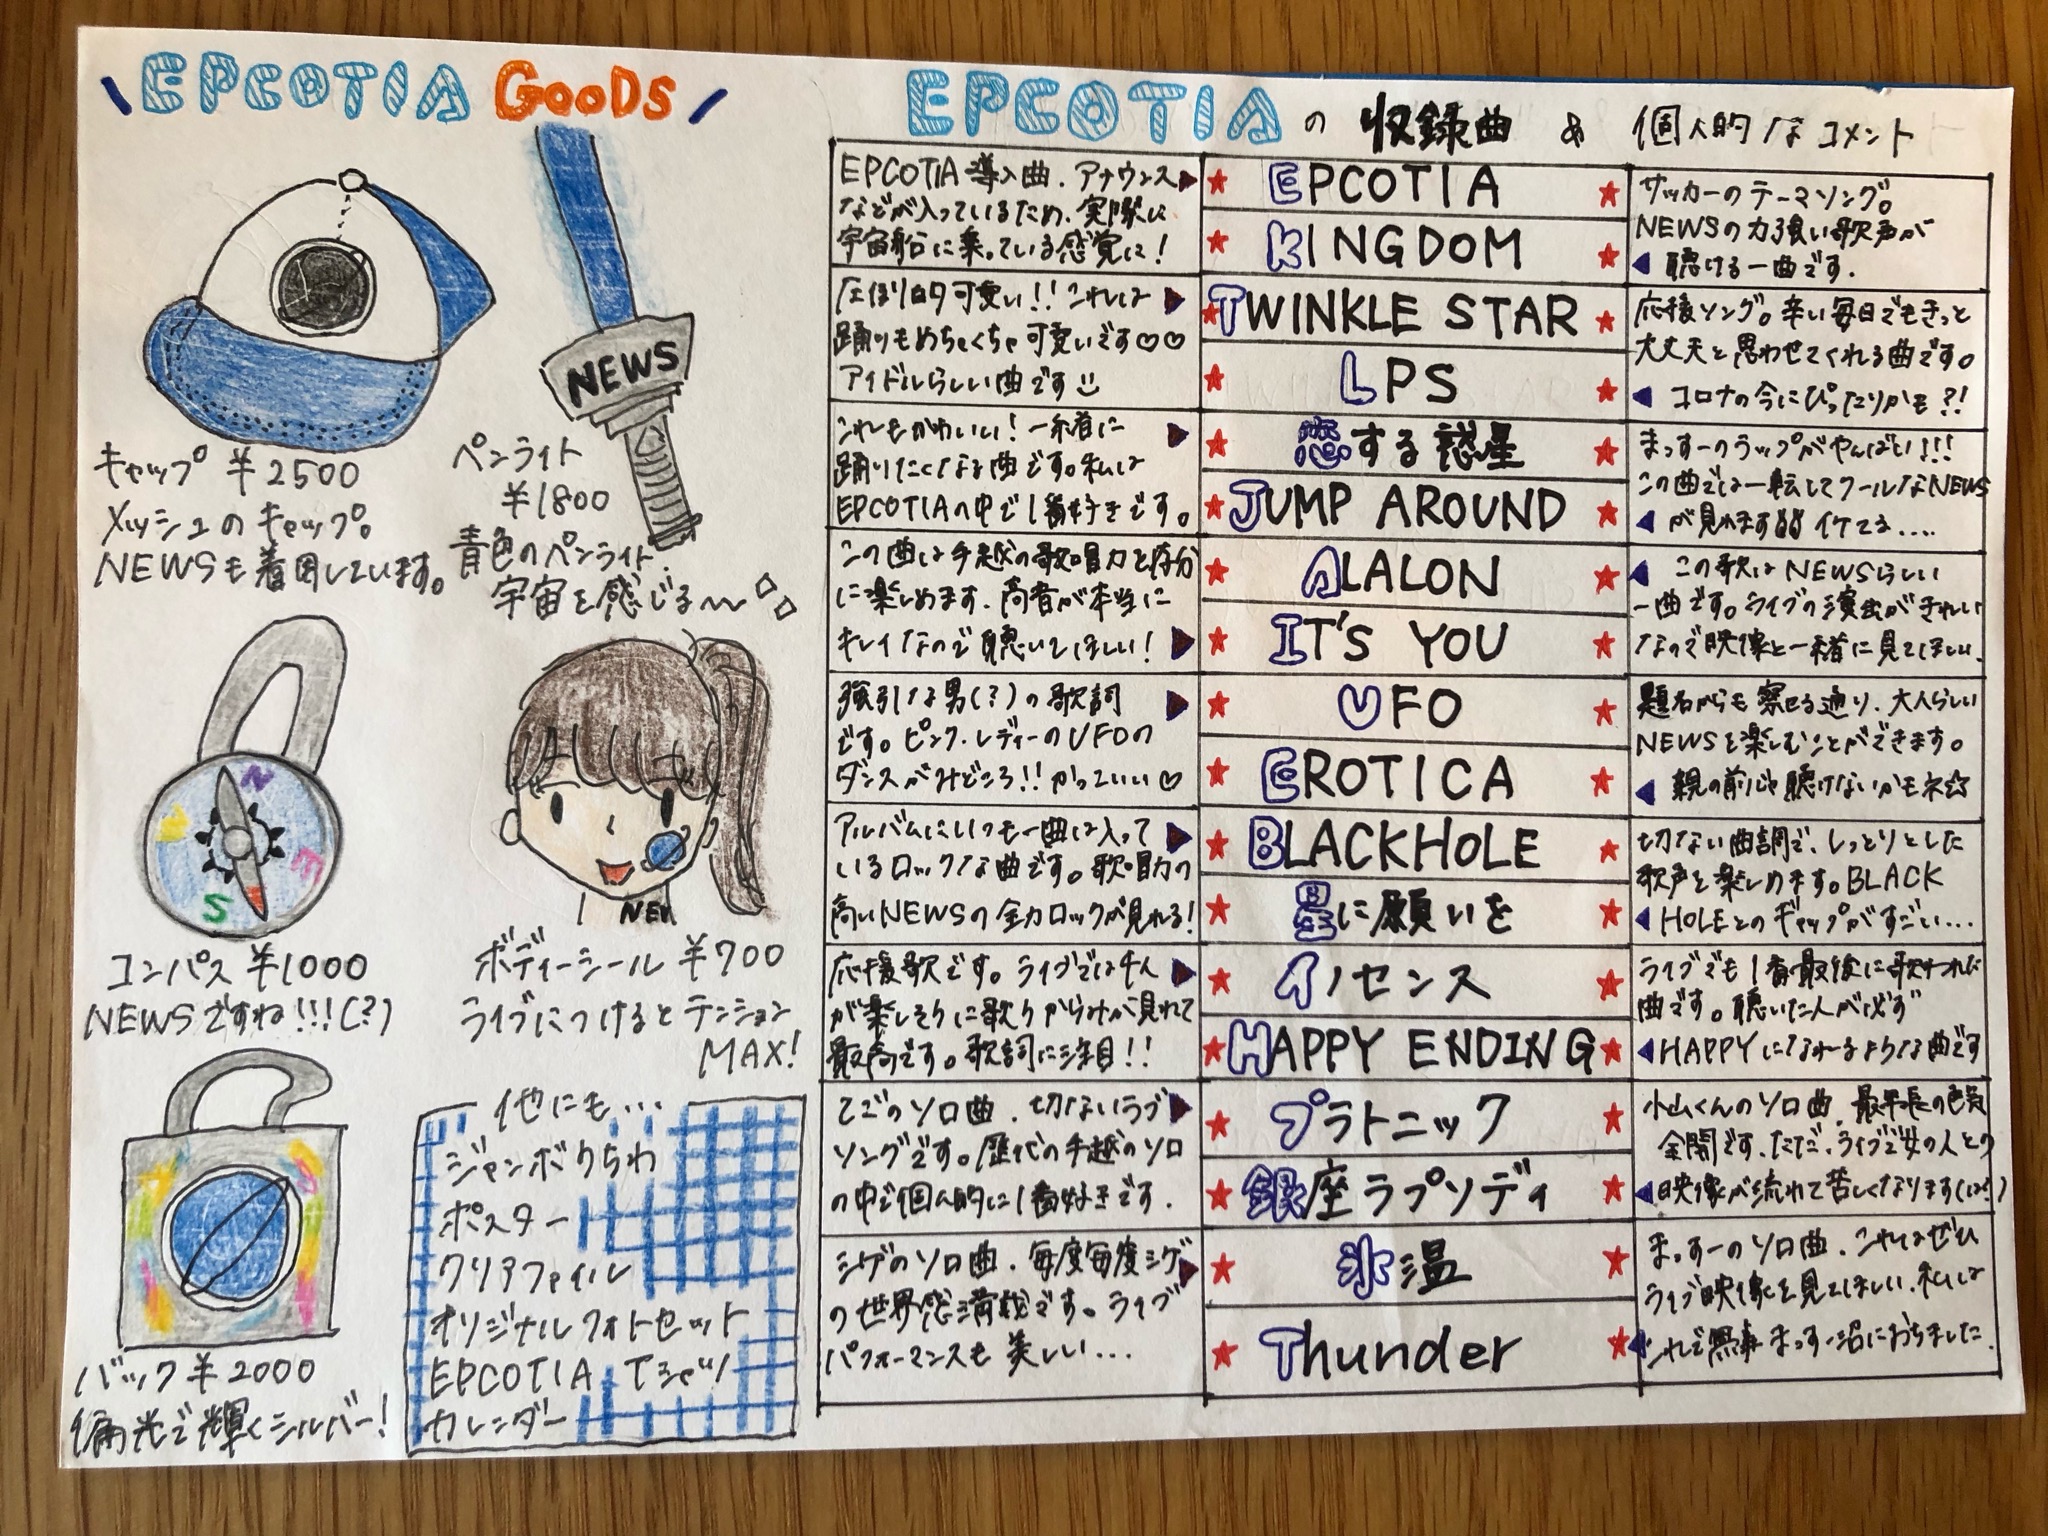 EPCOTIA GOODS
キャップ ¥2500
メッシュのキャップ。
NEWSも着用しています。
NEWS
ペンライト
¥1800
青色のペンライト.
宇宙を感じる〜
N
E
S
コンパス ¥1000
NEWSですね!!!(?)
NEW
ボディーシール ¥700
ライブにつけるとテンション
MAX!
バック ¥2000
偏光で輝くシルバー!
他にも...
ジャンボうちわ
ポスター
クリアファイル
オリジナルフォトセット
EPCOTIA Tシャツ
カレンダー
EPCOTIAの収録曲 & 個人的なコメント
EPCOTIA導入曲.アナウンス
などが入っているため.実際に
宇宙船に乗っている感覚に!
圧倒的可愛い!!これは
踊りもめちゃくちゃ可愛いです♡♡
アイドルらしい曲です
これもかわいい!一緒に
踊りたくなる曲です。私は
EPCOTIAの中で1番好きです。
この曲は手越の歌唱力を存分
に楽しめます.高音が本当に
キレイなので聴いてほしい!
強引な男(?)の歌詞
です。ピンク・レディーのUFOの
ダンスがみどころ!!かっこいい♡
アルバムにいつも一曲は入って
いるロックな曲です。歌唱力の
高いNEWSの全力ロックが見れる!
応援歌です。ライブでは4人
が楽しそうに歌うからみが見れて
最高です。歌詞に注目!!
てごのソロ曲.切ないラブ
ソングです。歴代の手越のソロ
の中で個人的に1番好きです.
シゲのソロ曲.毎度毎度シゲ
の世界感満載です。ライブ
パフォーマンスも美しい...
★ EPCOTIA ★
★ KINGDOM ★
★ TWINKLE STAR ★
★ LPS ★
★ 恋する惑星 ★
★ JUMP AROUND ★
★ ALALON ★
★ IT'S YOU ★
★ UFO ★
★ EROTICA ★
★ BLACKHOLE ★
★ 星に願いを ★
★ イノセンス ★
★ HAPPY ENDING ★
★ プラトニック ★
★ 銀座ラプソディ ★
★ 氷温 ★
★ Thunder ★
サッカーのテーマソング。
NEWSの力強い歌声が
聴ける一曲です.
応援ソング。辛い毎日でもきっと
大丈夫と思わせてくれる曲です。
コロナの今にぴったりかも?!
まっすーのラップがやんばい!!!
この曲では一転してクールなNEWS
が見れます イケてる....
この歌はNEWSらしい
一曲です。ライブの演出がきれい
なので映像と一緒に見てほしい.
題名からも察せる通り.大人らしい
NEWSを楽しむことができます。
親の前じゃ聴けないかもネ☆
切ない曲調で.しっとりとした
歌声を楽しめます。BLACK
HOLEとのギャップがすごい...
ライブでも1番最後に歌われた
曲です。聴いた人が必ず
HAPPYになれるような曲です
小山くんのソロ曲.最年長の色気
全開です.ただ.ライブで女の人との
映像が流れて苦しくなります
まっすーのソロ曲.これはぜひ
ライブ映像を見てほしい.私は
これで無事まっすー沼におちました.